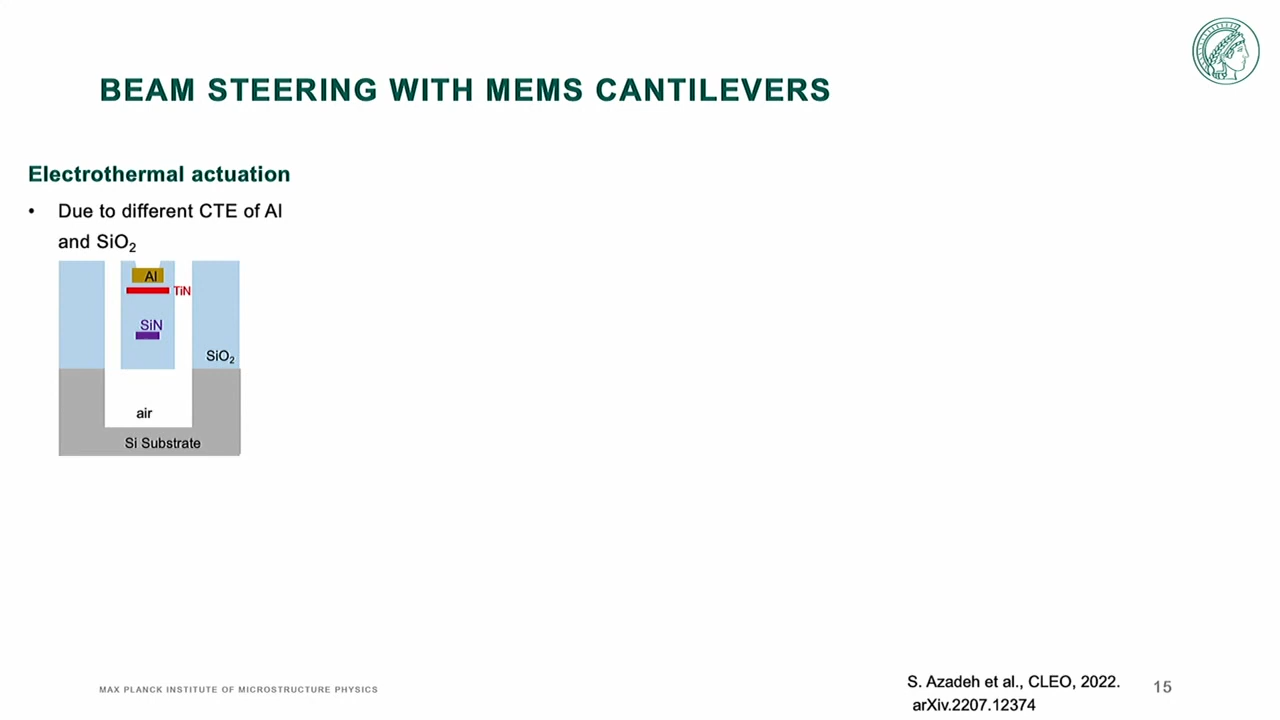 BEAM STEERING WITH MEMS CANTILEVERS
Electrothermal actuation
• Due to different CTE of Al
and SiO₂
Al
TiN
SiN
SiO₂
air
Si Substrate
MAX PLANCK INSTITUTE OF MICROSTRUCTURE PHYSICS
S. Azadeh et al., CLEO, 2022.
arXiv.2207.12374
15